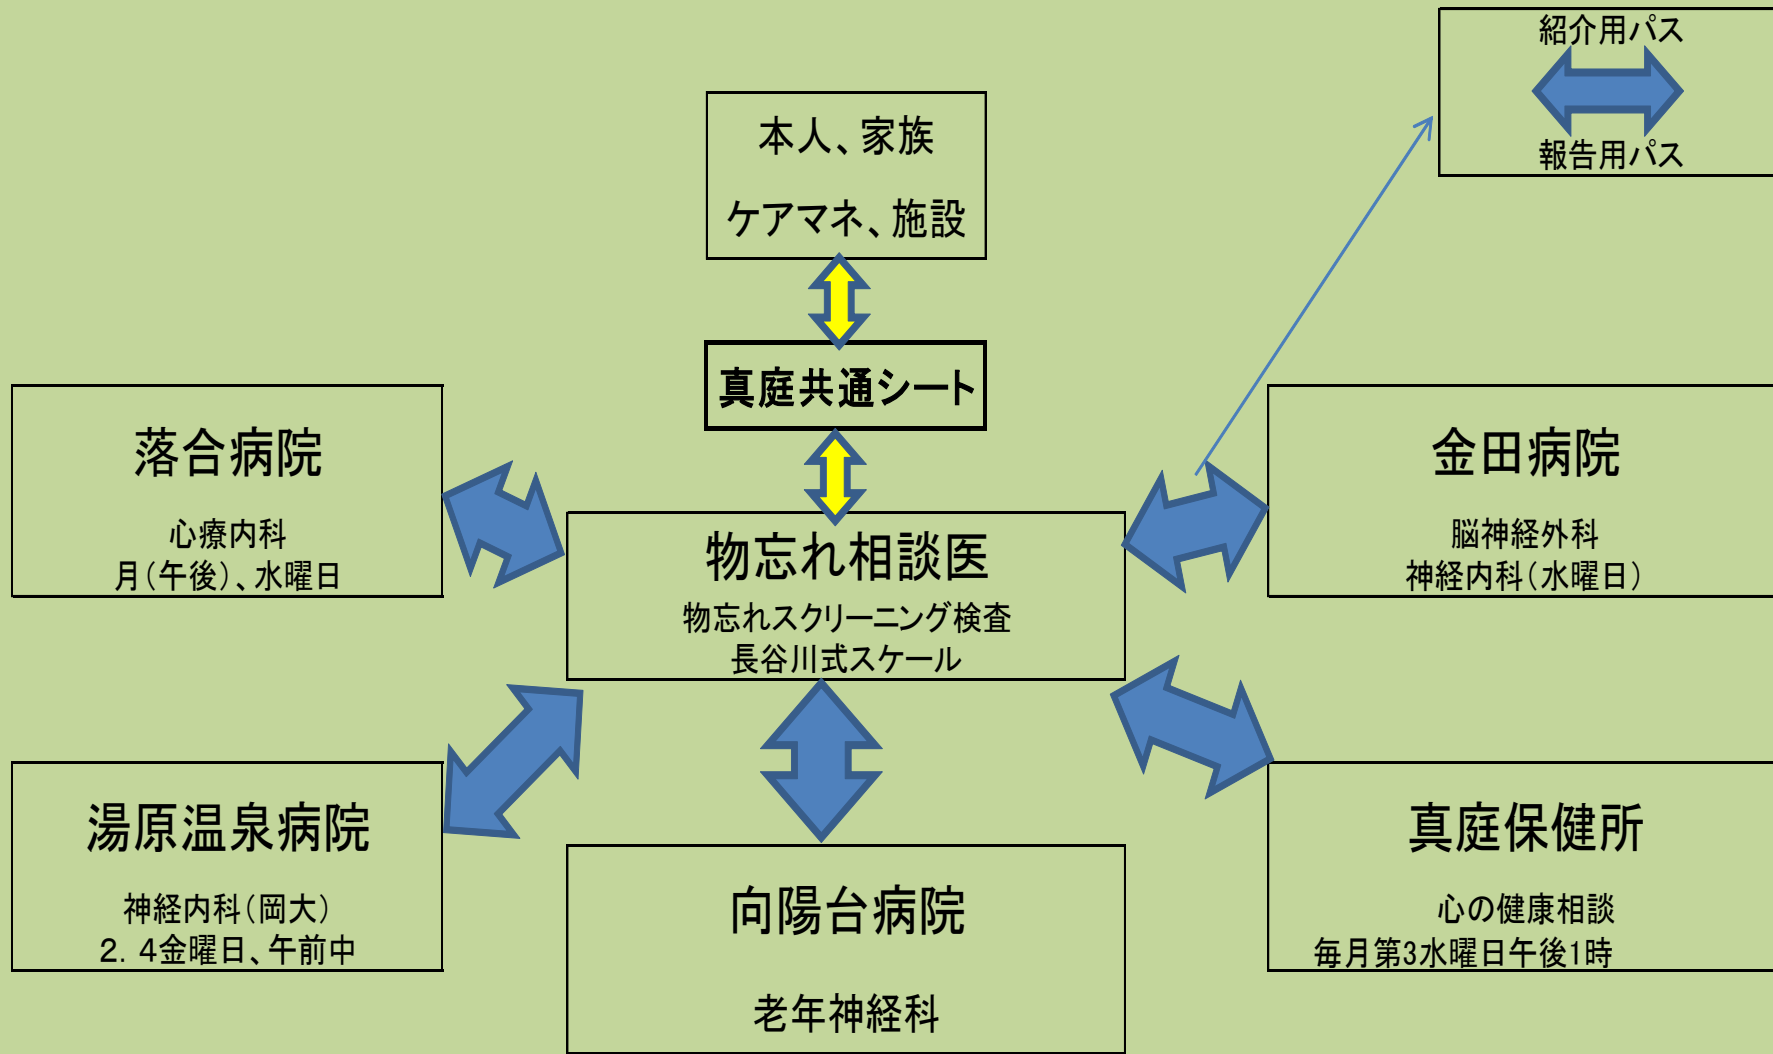 紹介用パス
報告用パス
本人、家族
ケアマネ、施設
真庭共通シート
落合病院
心療内科
月(午後)、水曜日
物忘れ相談医
物忘れスクリーニング検査
長谷川式スケール
金田病院
脳神経外科
神経内科(水曜日)
湯原温泉病院
神経内科(岡大)
2.4金曜日、午前中
向陽台病院
老年神経科
真庭保健所
心の健康相談
毎月第3水曜日午後1時